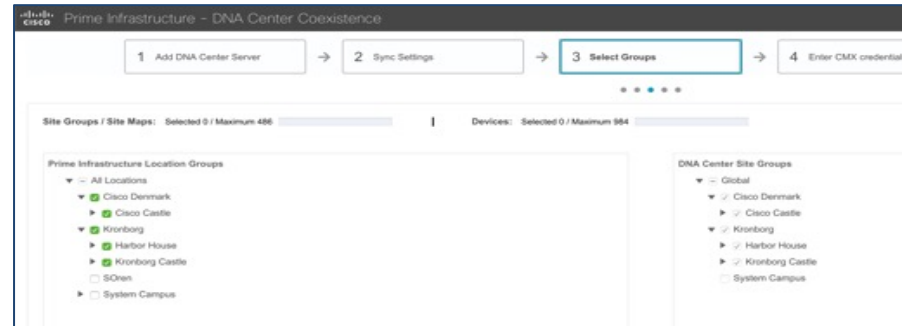 cisco Prime Infrastructure - DNA Center Coexistence
1 Add DNA Center Server → 2 Sync Settings → 3 Select Groups → 4 Enter CMX credential
Site Groups / Site Maps: Selected 0 / Maximum 486 | Devices: Selected 0 / Maximum 984
Prime Infrastructure Location Groups
All Locations
Cisco Denmark
Cisco Castle
Kronborg
Harbor House
Kronborg Castle
SOren
System Campus
DNA Center Site Groups
Global
Cisco Denmark
Cisco Castle
Kronborg
Harbor House
Kronborg Castle
System Campus